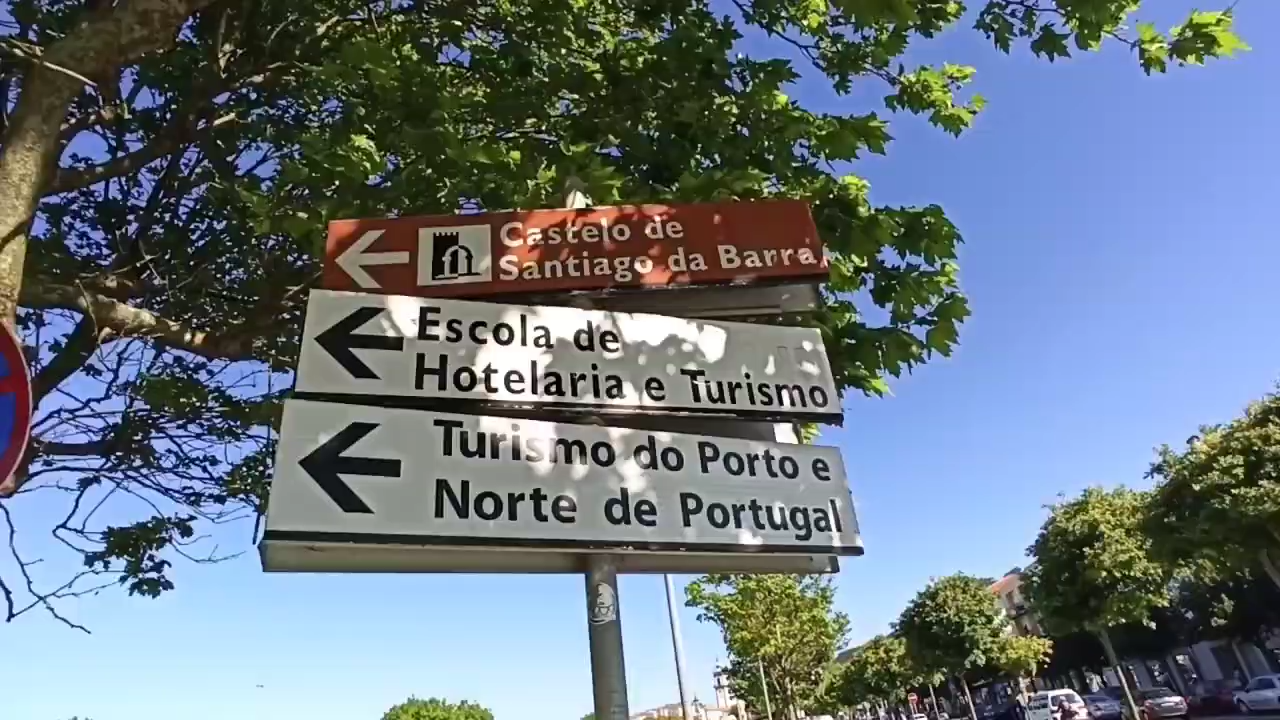 Castelo de
Santiago da Barra
Escola de
Hotelaria e Turismo
Turismo do Porto e
Norte de Portugal